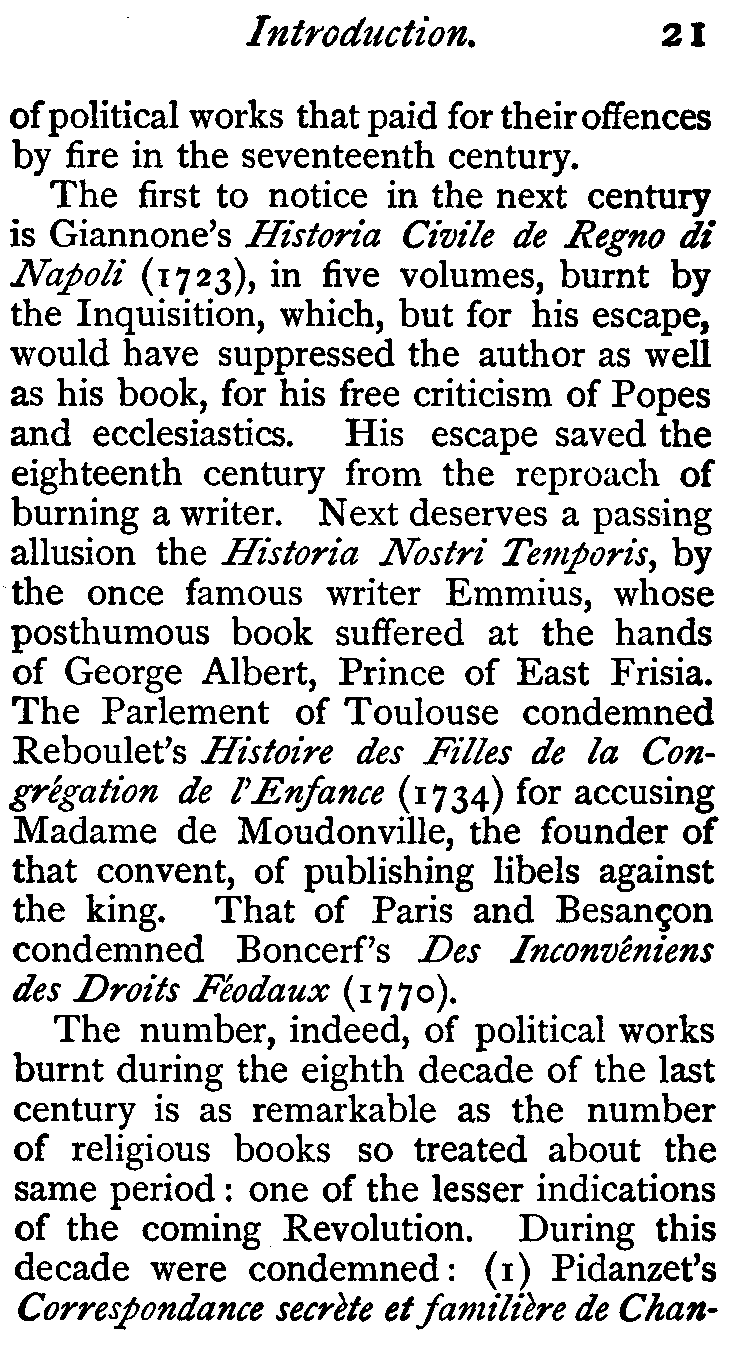 Introduction. 21
of political works that paid for their offences
by fire in the seventeenth century.
The first to notice in the next century
is Giannone's Historia Civile de Regno di
Napoli (1723), in five volumes, burnt by
the Inquisition, which, but for his escape,
would have suppressed the author as well
as his book, for his free criticism of Popes
and ecclesiastics. His escape saved the
eighteenth century from the reproach of
burning a writer. Next deserves a passing
allusion the Historia Nostri Temporis, by
the once famous writer Emmius, whose
posthumous book suffered at the hands
of George Albert, Prince of East Frisia.
The Parlement of Toulouse condemned
Reboulet's Histoire des Filles de la Con-
grégation de l'Enfance (1734) for accusing
Madame de Moudonville, the founder of
that convent, of publishing libels against
the king. That of Paris and Besançon
condemned Boncerf's Des Inconvêniens
des Droits Féodaux (1770).
The number, indeed, of political works
burnt during the eighth decade of the last
century is as remarkable as the number
of religious books so treated about the
same period: one of the lesser indications
of the coming Revolution. During this
decade were condemned: (1) Pidanzet's
Correspondance secrète et familière de Chan-